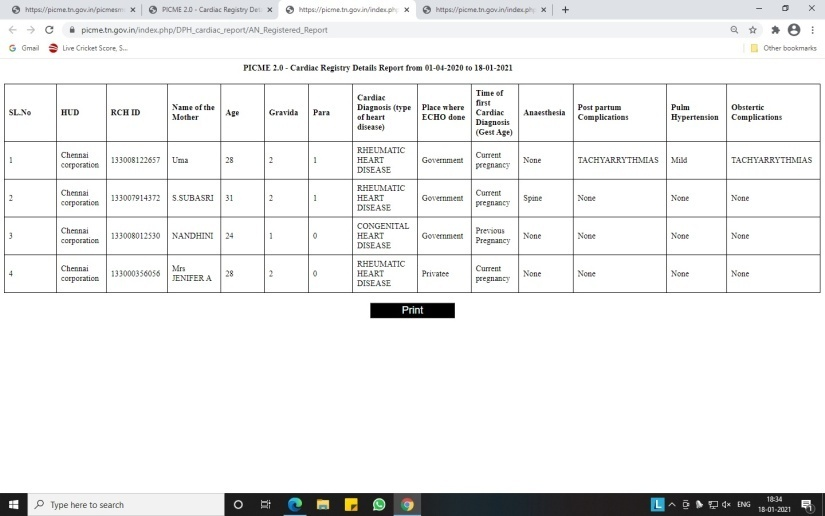 https://picme.tn.gov.in/picmesm
PICME 2.0 - Cardiac Registry Deta
https://picme.tn.gov.in/index.php
https://picme.tn.gov.in/index.php
picme.tn.gov.in/index.php/DPH_cardiac_report/AN_Registered_Report
Gmail
Live Cricket Score, S...
Other bookmarks
PICME 2.0 - Cardiac Registry Details Report from 01-04-2020 to 18-01-2021
SL.No HUD RCH ID Name of the Mother Age Gravida Para Cardiac Diagnosis (type of heart disease) Place where ECHO done Time of first Cardiac Diagnosis (Gest Age) Anaesthesia Post partum Complications Pulm Hypertension Obstertic Complications
1 Chennai corporation 133008122657 Uma 28 2 1 RHEUMATIC HEART DISEASE Government Current pregnancy None TACHYARRYTHMIAS Mild TACHYARRYTHMIAS
2 Chennai corporation 133007914372 S.SUBASRI 31 2 1 RHEUMATIC HEART DISEASE Government Current pregnancy Spine None None None
3 Chennai corporation 133008012530 NANDHINI 24 1 0 CONGENITAL HEART DISEASE Government Previous Pregnancy None None None None
4 Chennai corporation 133000356056 Mrs JENIFER A 28 2 0 RHEUMATIC HEART DISEASE Privatee Current pregnancy None None None None
Print
Type here to search
L
ENG
18:34
18-01-2021